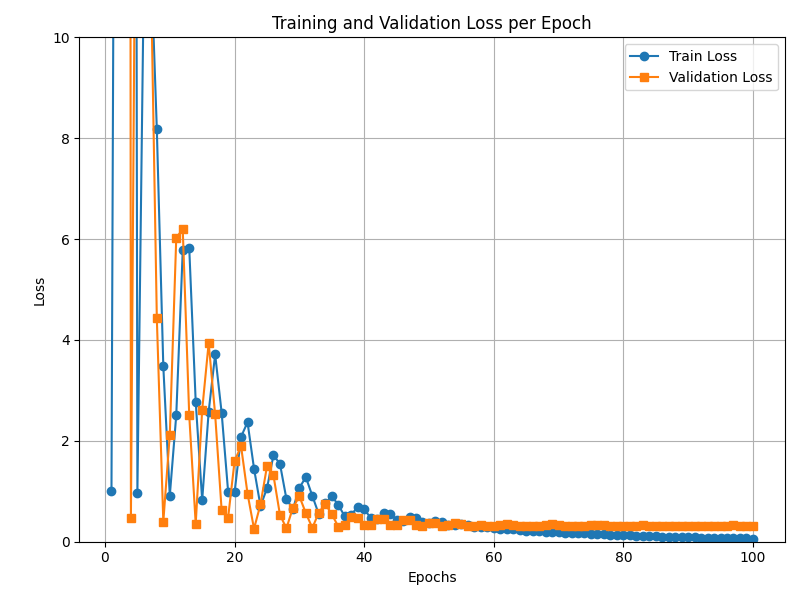 Training and Validation Loss per Epoch
Train Loss
Validation Loss
Loss
10
8
6
4
2
0
0 20 40 60 80 100
Epochs